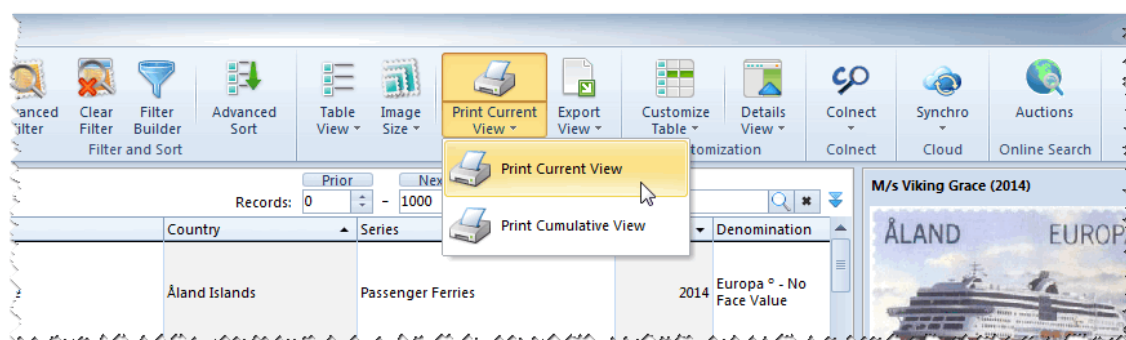 Clear Filter
Filter Builder
Advanced Sort
Table View
Image Size
Print Current View
Export View
Customize Table
Details View
Colnect
Synchro
Auctions
Filter and Sort
Colnect
Cloud
Online Search
Print Current View
Print Cumulative View
Prior
Records: 0 - 1000
M/s Viking Grace (2014)
Country
Series
Denomination
ÅLAND
Åland Islands
Passenger Ferries
2014
Europa ° - No
Face Value